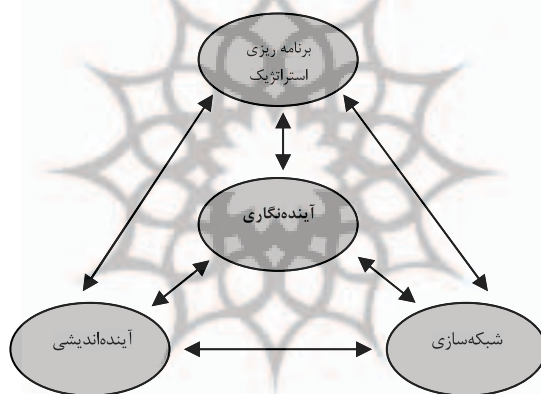 برنامه ریزی
استراتژیک
آینده‌نگاری
شبکه‌سازی
آینده‌اندیشی